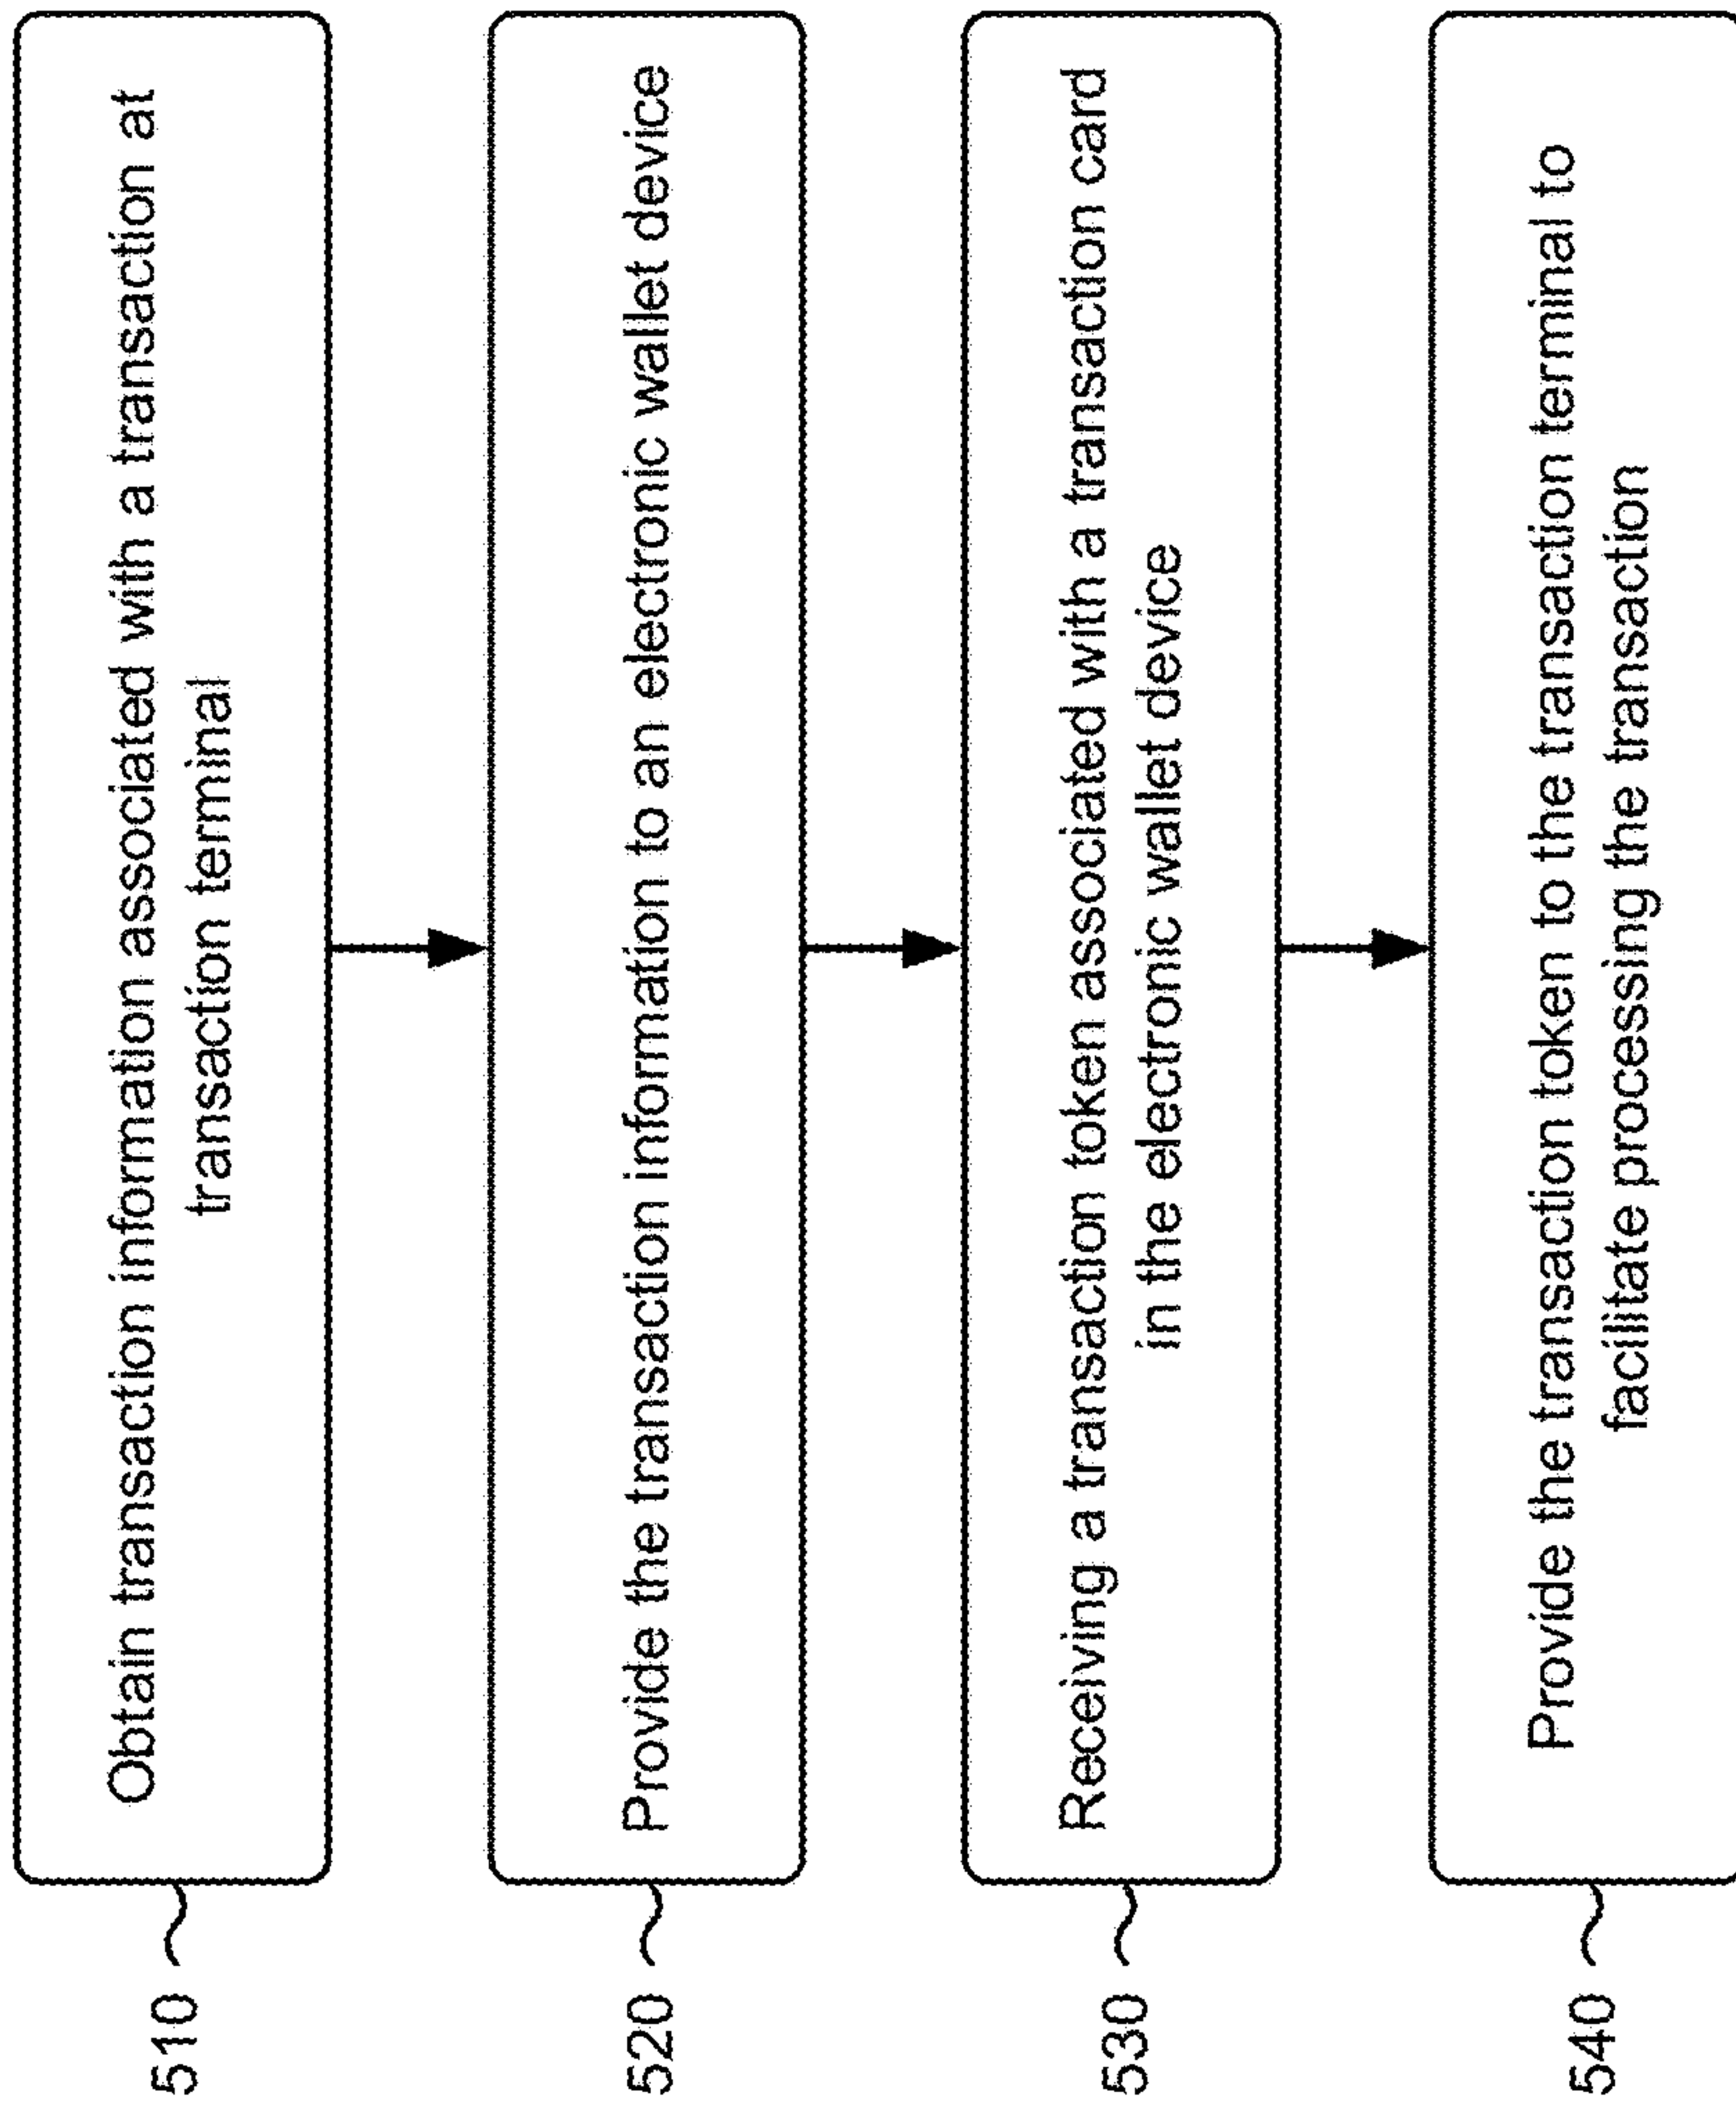 510
Obtain transaction information associated with a transaction at
transaction terminal
520
Provide the transaction information to an electronic wallet device
530
Receiving a transaction token associated with a transaction card
in the electronic wallet device
540
Provide the transaction token to the transaction terminal to
facilitate processing the transaction